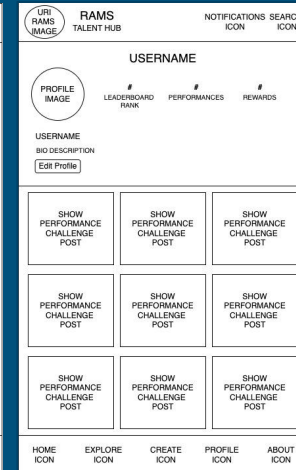 URI
RAMS
IMAGE
RAMS
TALENT HUB
NOTIFICATIONS
ICON
ICON
USERNAME
PROFILE
IMAGE
#
LEADERBOARD
RANK
#
PERFORMANCES
#
REWARDS
USERNAME
BIO DESCRIPTION
Edit Profile
SHOW
PERFORMANCE
CHALLENGE
POST
SHOW
PERFORMANCE
CHALLENGE
POST
SHOW
PERFORMANCE
CHALLENGE
POST
SHOW
PERFORMANCE
CHALLENGE
POST
SHOW
PERFORMANCE
CHALLENGE
POST
SHOW
PERFORMANCE
CHALLENGE
POST
SHOW
PERFORMANCE
CHALLENGE
POST
SHOW
PERFORMANCE
CHALLENGE
POST
SHOW
PERFORMANCE
CHALLENGE
POST
HOME
ICON
EXPLORE
ICON
CREATE
ICON
PROFILE
ICON
ABOUT
ICON